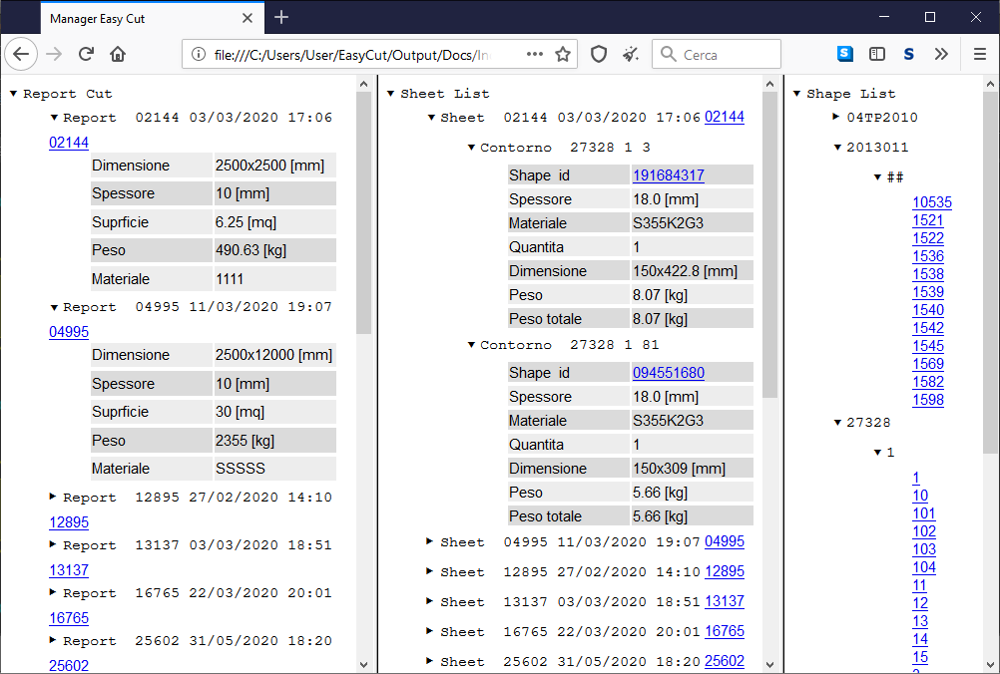 Manager Easy Cut
file:///C:/Users/User/EasyCut/Output/Docs/In
Cerca
Report Cut
Report 02144 03/03/2020 17:06
02144
Dimensione 2500x2500 [mm]
Spessore 10 [mm]
Suprficie 6.25 [mq]
Peso 490.63 [kg]
Materiale 1111
Report 04995 11/03/2020 19:07
04995
Dimensione 2500x12000 [mm]
Spessore 10 [mm]
Suprficie 30 [mq]
Peso 2355 [kg]
Materiale SSSSS
Report 12895 27/02/2020 14:10
12895
Report 13137 03/03/2020 18:51
13137
Report 16765 22/03/2020 20:01
16765
Report 25602 31/05/2020 18:20
25602
Sheet List
Sheet 02144 03/03/2020 17:06 02144
Contorno 27328 1 3
Shape id 191684317
Spessore 18.0 [mm]
Materiale S355K2G3
Quantita 1
Dimensione 150x422.8 [mm]
Peso 8.07 [kg]
Peso totale 8.07 [kg]
Contorno 27328 1 81
Shape id 094551680
Spessore 18.0 [mm]
Materiale S355K2G3
Quantita 1
Dimensione 150x309 [mm]
Peso 5.66 [kg]
Peso totale 5.66 [kg]
Sheet 04995 11/03/2020 19:07 04995
Sheet 12895 27/02/2020 14:10 12895
Sheet 13137 03/03/2020 18:51 13137
Sheet 16765 22/03/2020 20:01 16765
Sheet 25602 31/05/2020 18:20 25602
Shape List
04TP2010
2013011
##
10535
1521
1522
1536
1538
1539
1540
1542
1545
1569
1582
1598
27328
1
1
10
101
102
103
104
11
12
13
14
15